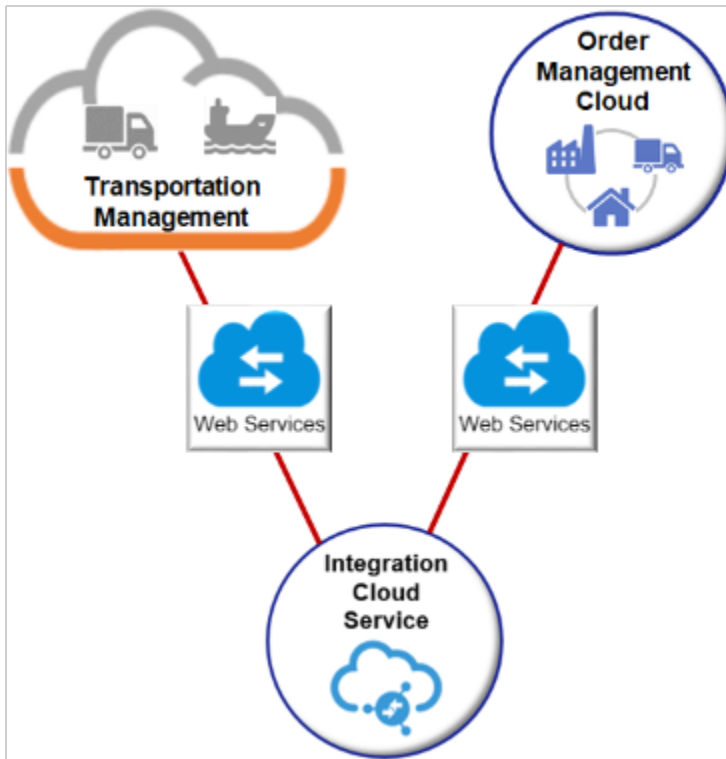 Transportation
Management
Order
Management
Cloud
Web Services
Web Services
Integration
Cloud
Service